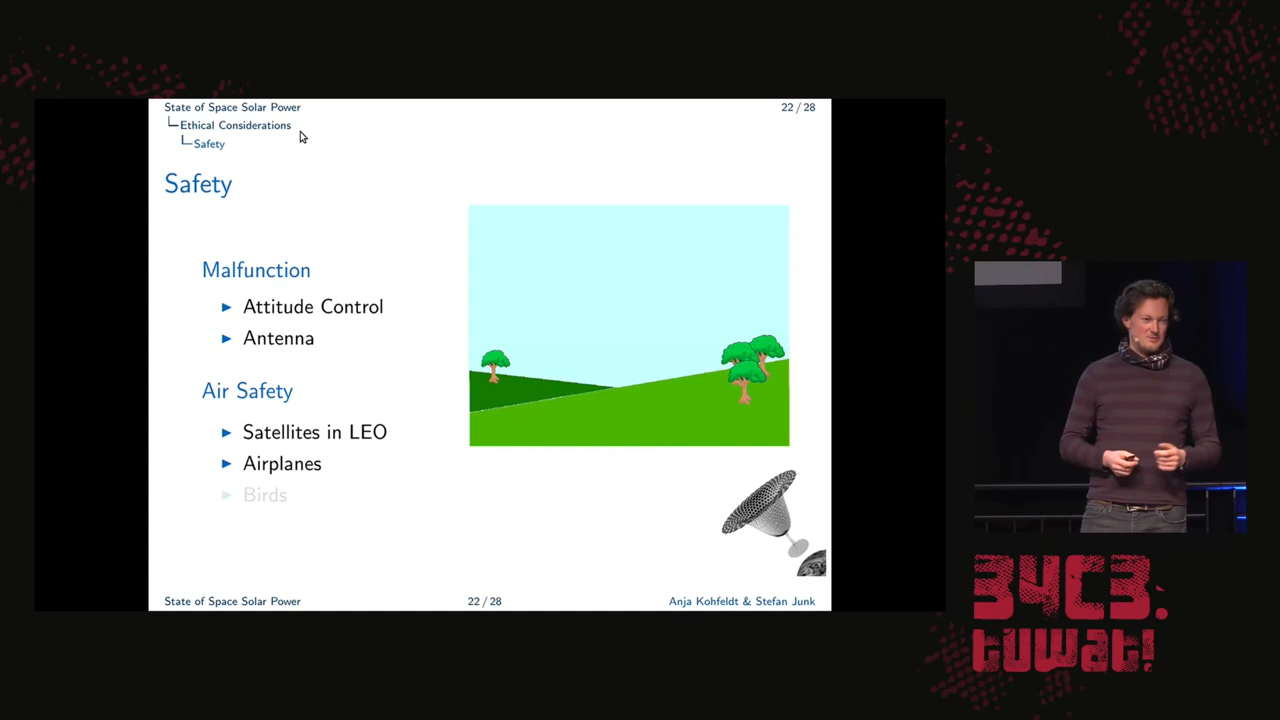 State of Space Solar Power
22 / 28
Ethical Considerations
Safety
Safety
Malfunction
Attitude Control
Antenna
Air Safety
Satellites in LEO
Airplanes
Birds
State of Space Solar Power
22 / 28
Anja Kohfeldt & Stefan Junk
34C3.
tuwat!